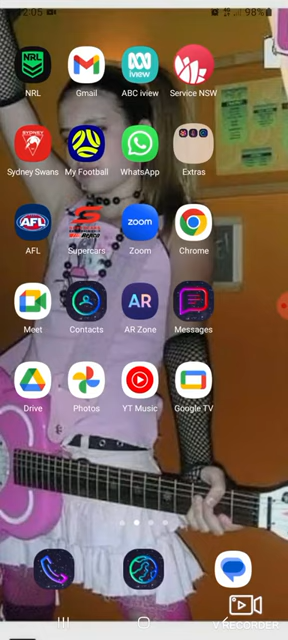 2:05
98%
NRL
Gmail
ABC iview
Service NSW
Sydney Swans
My Football
WhatsApp
Extras
AFL
Supercars
Zoom
Chrome
Meet
Contacts
AR Zone
Messages
Drive
Photos
YT Music
Google TV
V RECORDER